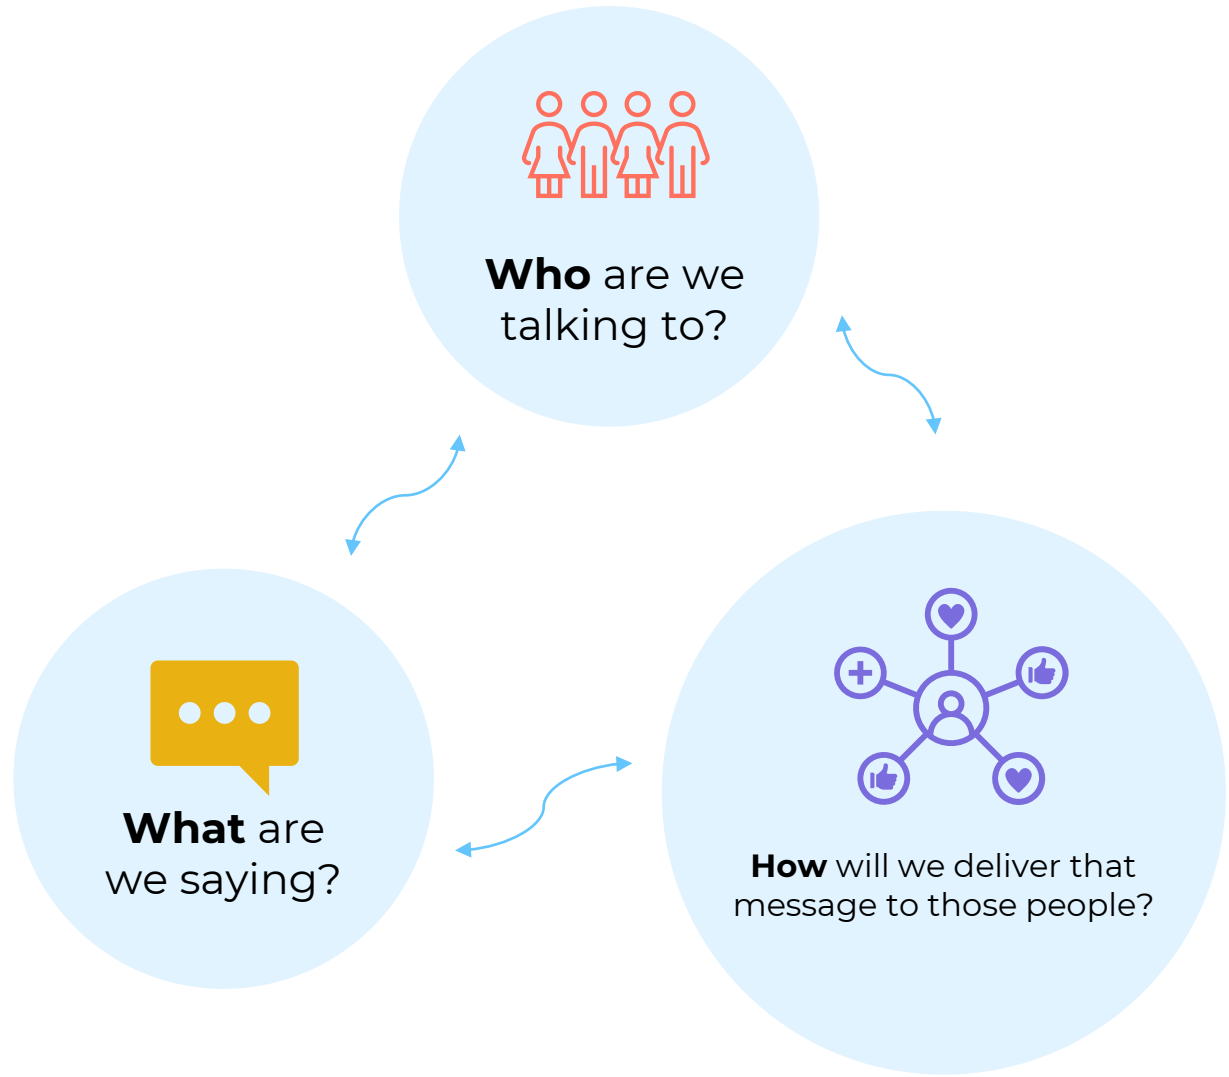 Who are we
talking to?
What are
we saying?
How will we deliver that
message to those people?